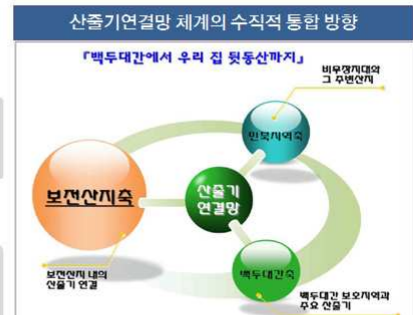 산줄기연결망 체계의 수직적 통합 방향
「백두대간에서 우리 집 뒷동산까지」
비무장지대와
그 주변산지
민북지역축
보전산지축
산줄기
연결망
백두대간축
보전산지 내의
산줄기 연결
백두대간 보호지역과
주요 산줄기